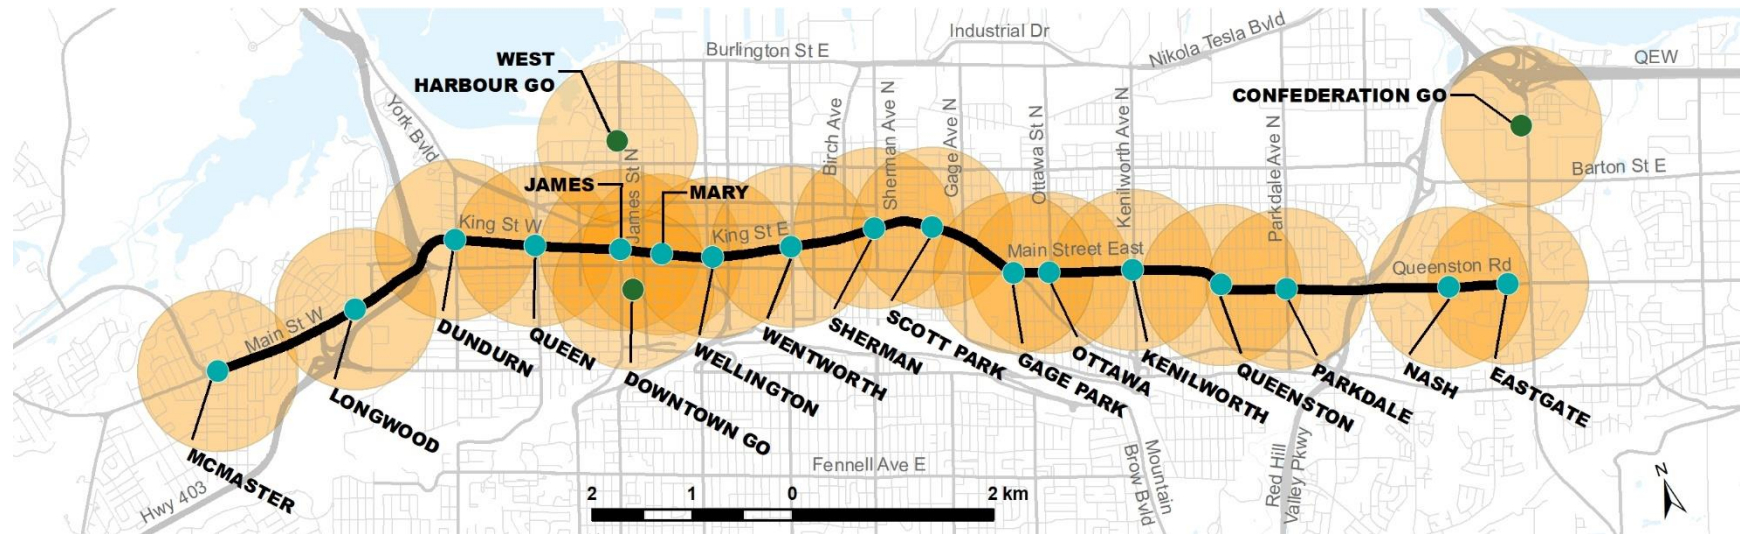 Industrial Dr
Nikola Tesla Bvld
Burlington St E
QEW
WEST
HARBOUR GO
CONFEDERATION GO
York Bvld
Birch Ave
Sherman Ave N
Gage Ave N
Ottawa St N
Kenilworth Ave N
Parkdale Ave N
James St N
Barton St E
JAMES
MARY
King St W
King St E
Main Street East
Queenston Rd
Main St W
MCMASTER
LONGWOOD
DUNDURN
QUEEN
DOWNTOWN GO
WELLINGTON
WENTWORTH
SHERMAN
SCOTT PARK
GAGE PARK
OTTAWA
KENILWORTH
QUEENSTON
PARKDALE
NASH
EASTGATE
Hwy 403
Fennell Ave E
Mountain
Brow Bvld
Red Hill
Valley Pkwy
2 1 0 2 km
N